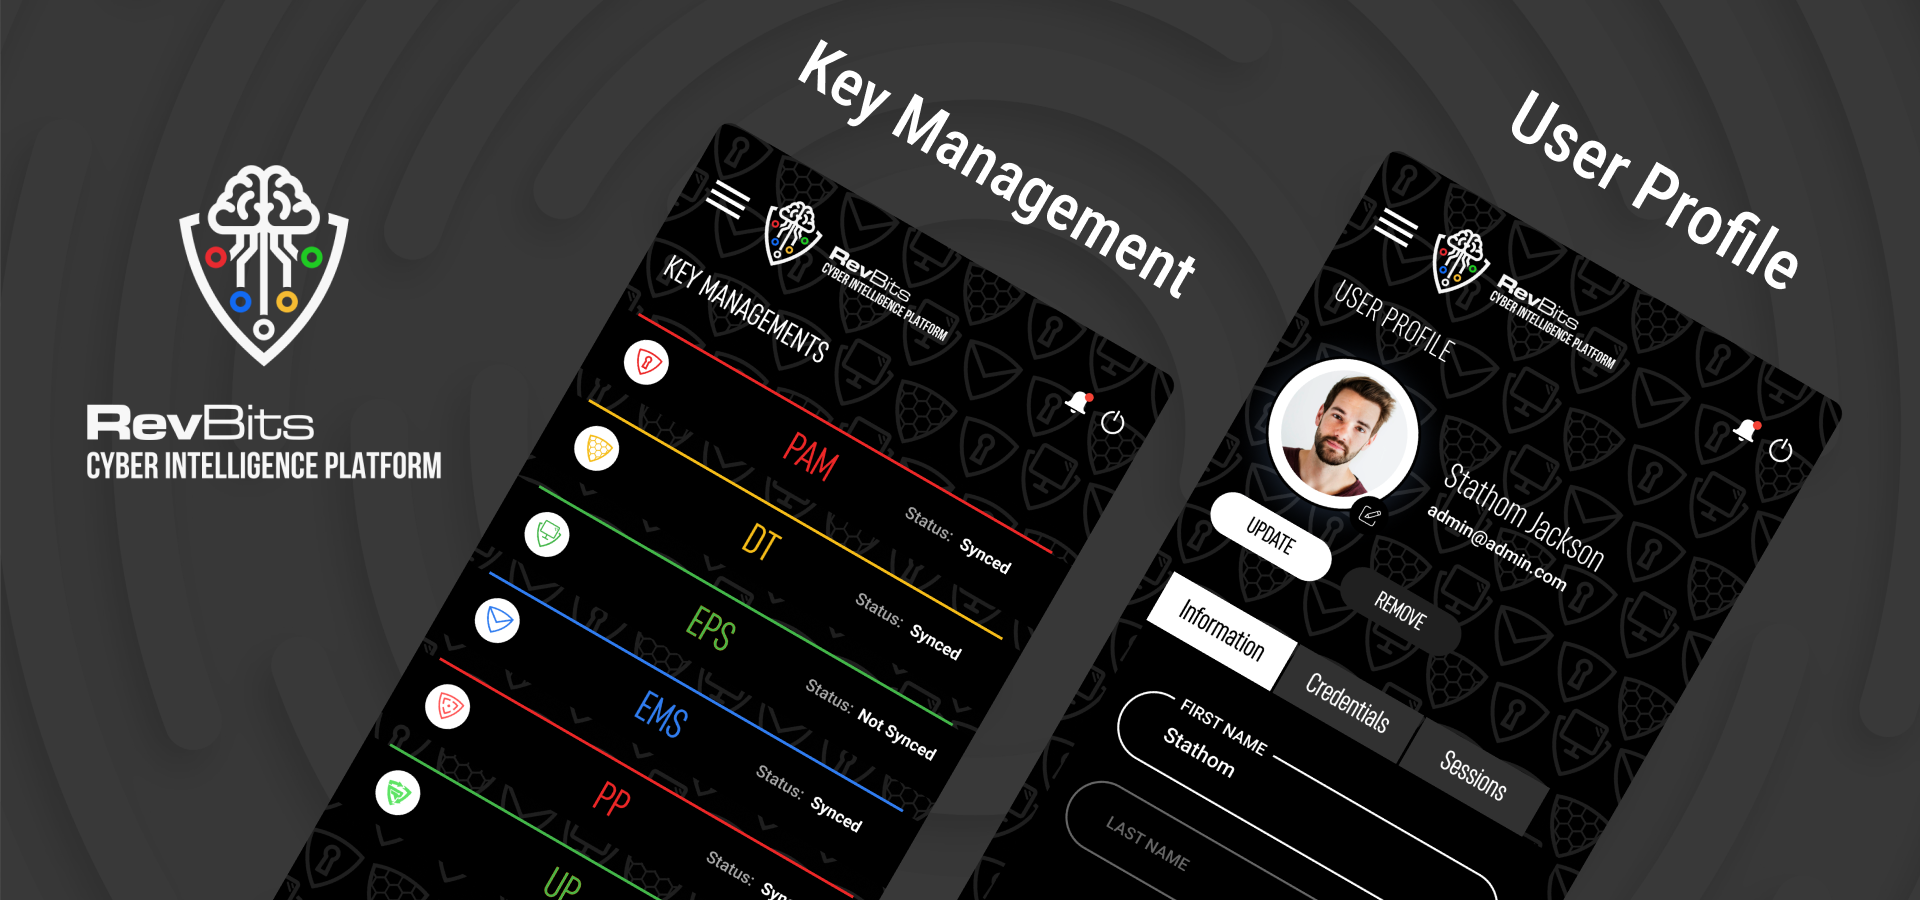 RevBits
CYBER INTELLIGENCE PLATFORM
Key Management
RevBits
CYBER INTELLIGENCE PLATFORM
KEY MANAGEMENTS
PAM
Status: Synced
DT
Status: Synced
EPS
Status: Not Synced
EMS
Status: Synced
PP
Status:
UP
User Profile
RevBits
CYBER INTELLIGENCE PLATFORM
USER PROFILE
Stathom Jackson
admin@admin.com
UPDATE
REMOVE
Information
Credentials
Sessions
FIRST NAME
Stathom
LAST NAME